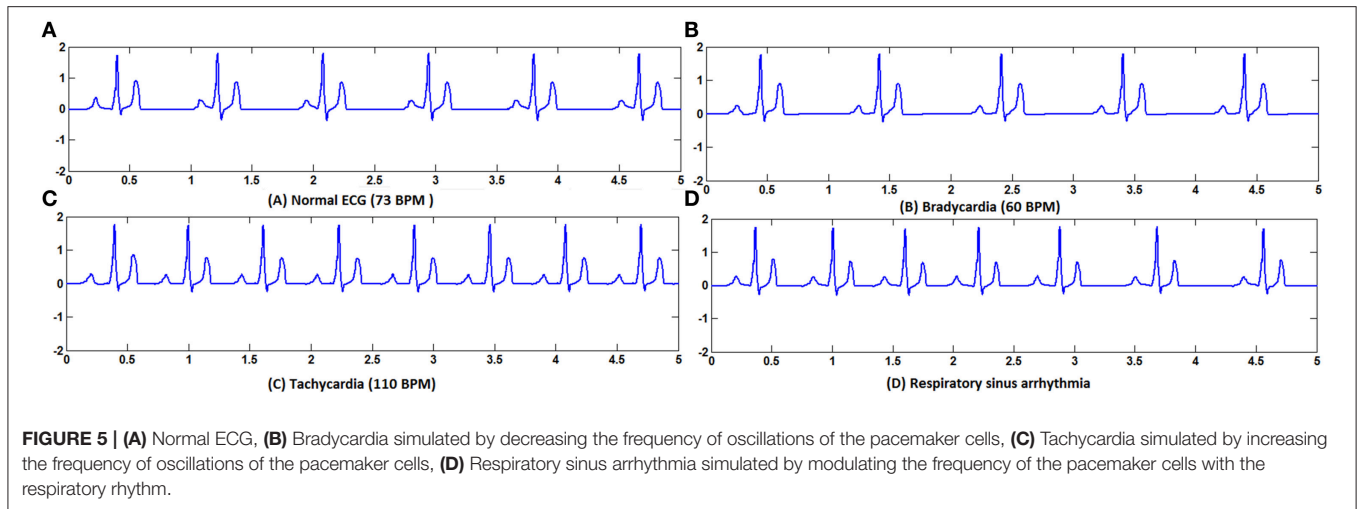 A
2
1
0
-1
-2
0 0.5 1 1.5 2 2.5 3 3.5 4 4.5 5
(A) Normal ECG (73 BPM )
B
2
1
0
-1
-2
0 0.5 1 1.5 2 2.5 3 3.5 4 4.5 5
(B) Bradycardia (60 BPM)
C
2
1
0
-1
-2
0 0.5 1 1.5 2 2.5 3 3.5 4 4.5 5
(C) Tachycardia (110 BPM)
D
2
1
0
-1
-2
0 0.5 1 1.5 2 2.5 3 3.5 4 4.5 5
(D) Respiratory sinus arrhythmia
FIGURE 5 | (A) Normal ECG, (B) Bradycardia simulated by decreasing the frequency of oscillations of the pacemaker cells, (C) Tachycardia simulated by increasing
the frequency of oscillations of the pacemaker cells, (D) Respiratory sinus arrhythmia simulated by modulating the frequency of the pacemaker cells with the
respiratory rhythm.